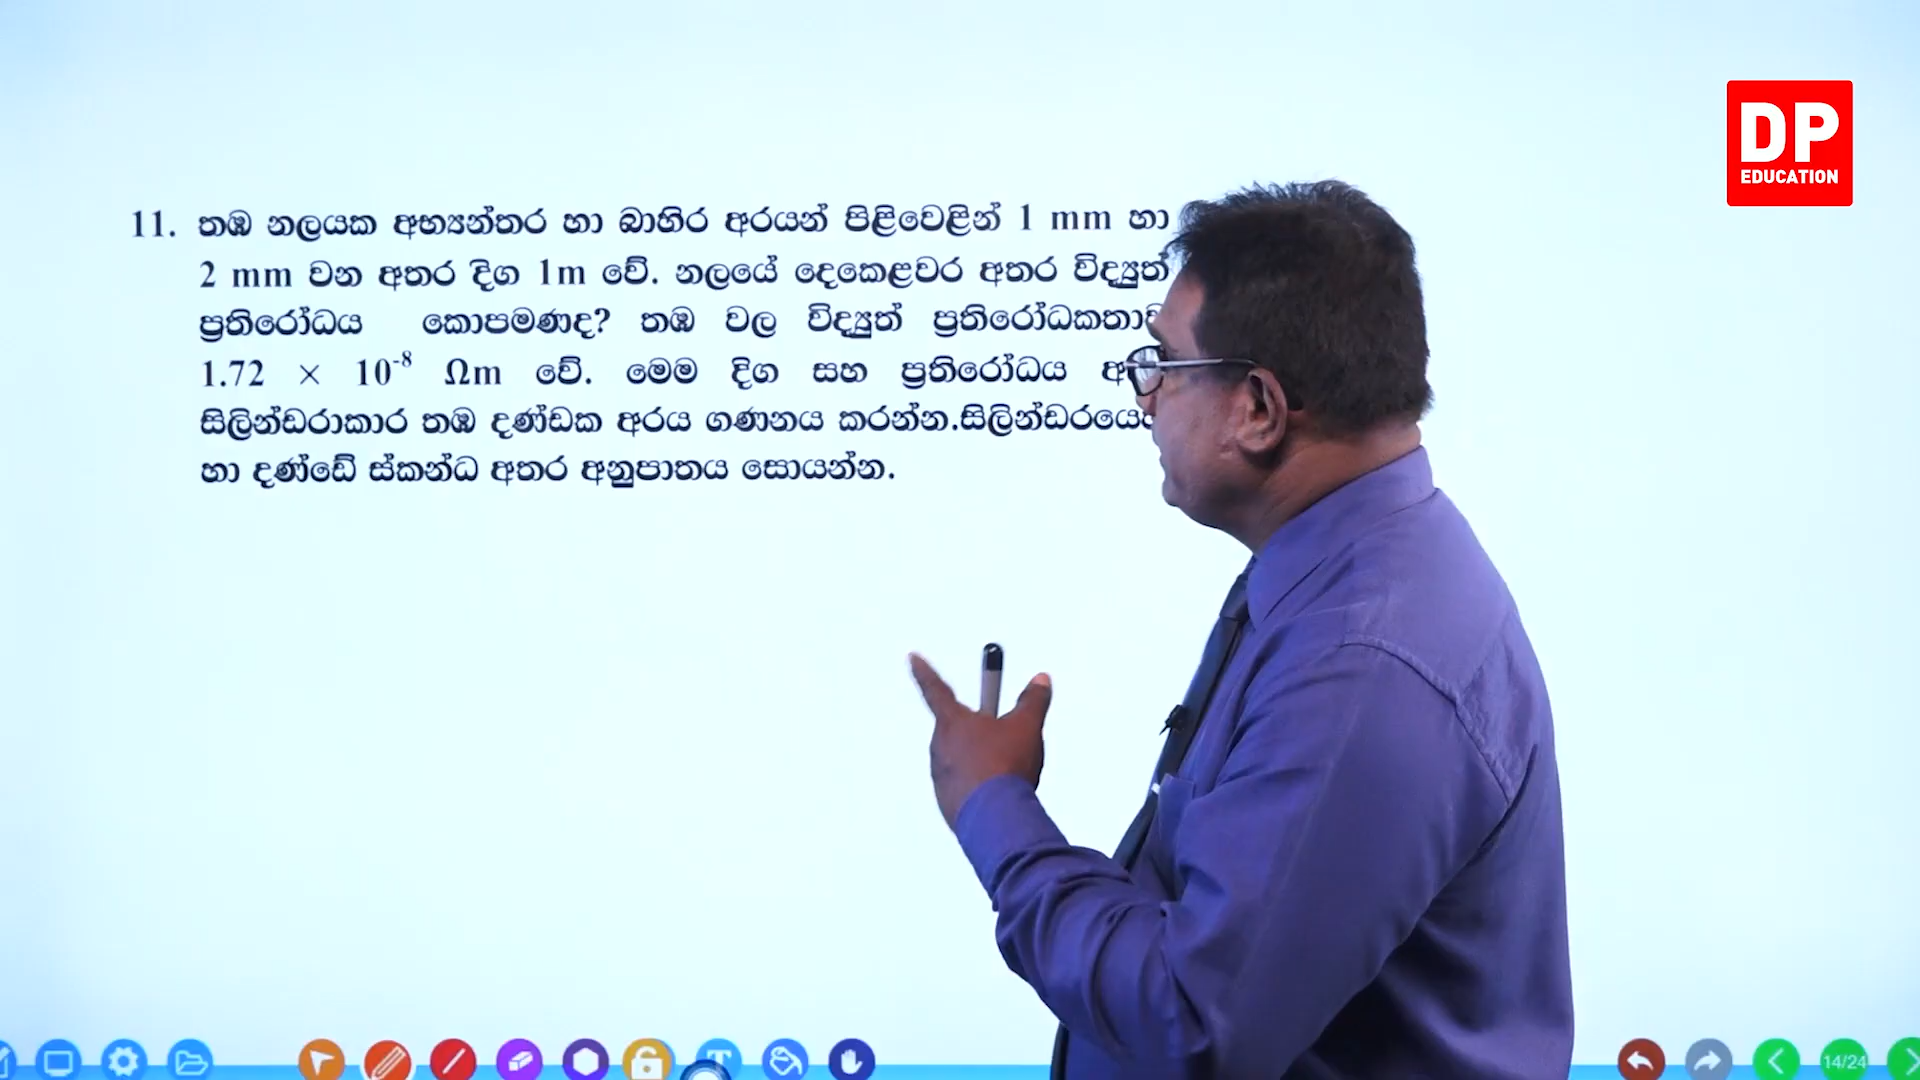 DP
EDUCATION
11. තඹ නලයක අභ්‍යන්තර හා බාහිර අරයන් පිළිවෙළින් 1 mm හා
2 mm වන අතර දිග 1m වේ. නලයේ දෙකෙළවර අතර විද්‍යුත්
ප්‍රතිරෝධය කොපමණද? තඹ වල විද්‍යුත්
1.72 × 10⁻⁸ Ωm වේ. මෙම දිග සහ ප්‍රතිරෝධය
සිලින්ඩරාකාර තඹ දණ්ඩක අරය ගණනය කරන්න.
හා දණ්ඩේ ස්කන්ධ අතර අනුපාතය සොයන්න.
14/24